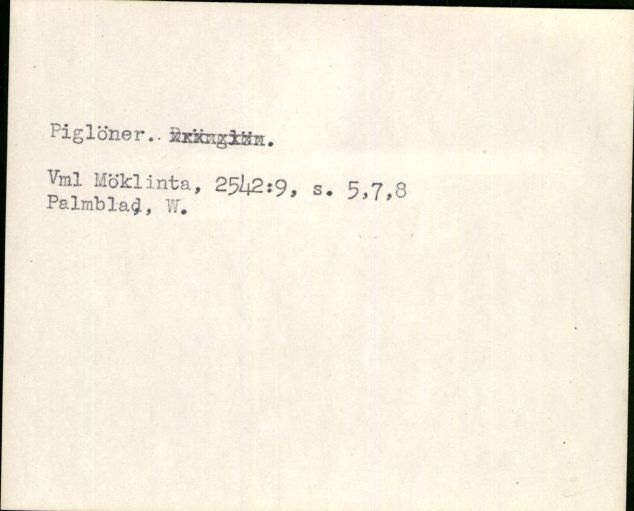 Piglöner.
Vml Möklinta, 2542:9, s. 5,7,8
Palmblad, W.